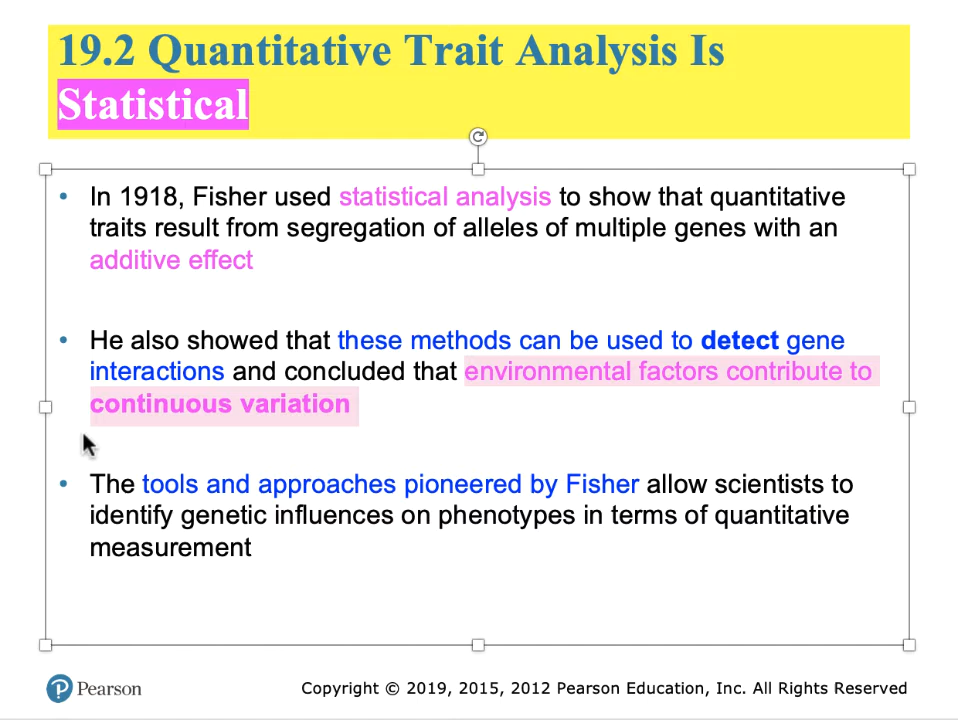 19.2 Quantitative Trait Analysis Is
Statistical
• In 1918, Fisher used statistical analysis to show that quantitative
traits result from segregation of alleles of multiple genes with an
additive effect
• He also showed that these methods can be used to detect gene
interactions and concluded that environmental factors contribute to
continuous variation
• The tools and approaches pioneered by Fisher allow scientists to
identify genetic influences on phenotypes in terms of quantitative
measurement
Pearson
Copyright © 2019, 2015, 2012 Pearson Education, Inc. All Rights Reserved